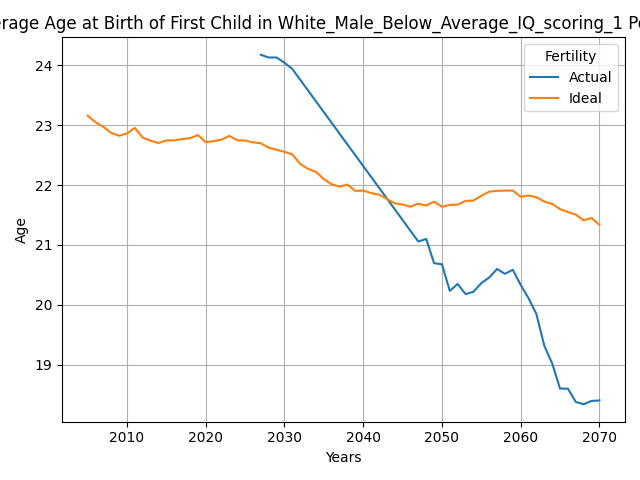 erage Age at Birth of First Child in White_Male_Below_Average_IQ_scoring_1 Po
Fertility
Actual
Ideal
24
23
22
21
20
19
Age
2010 2020 2030 2040 2050 2060 2070
Years